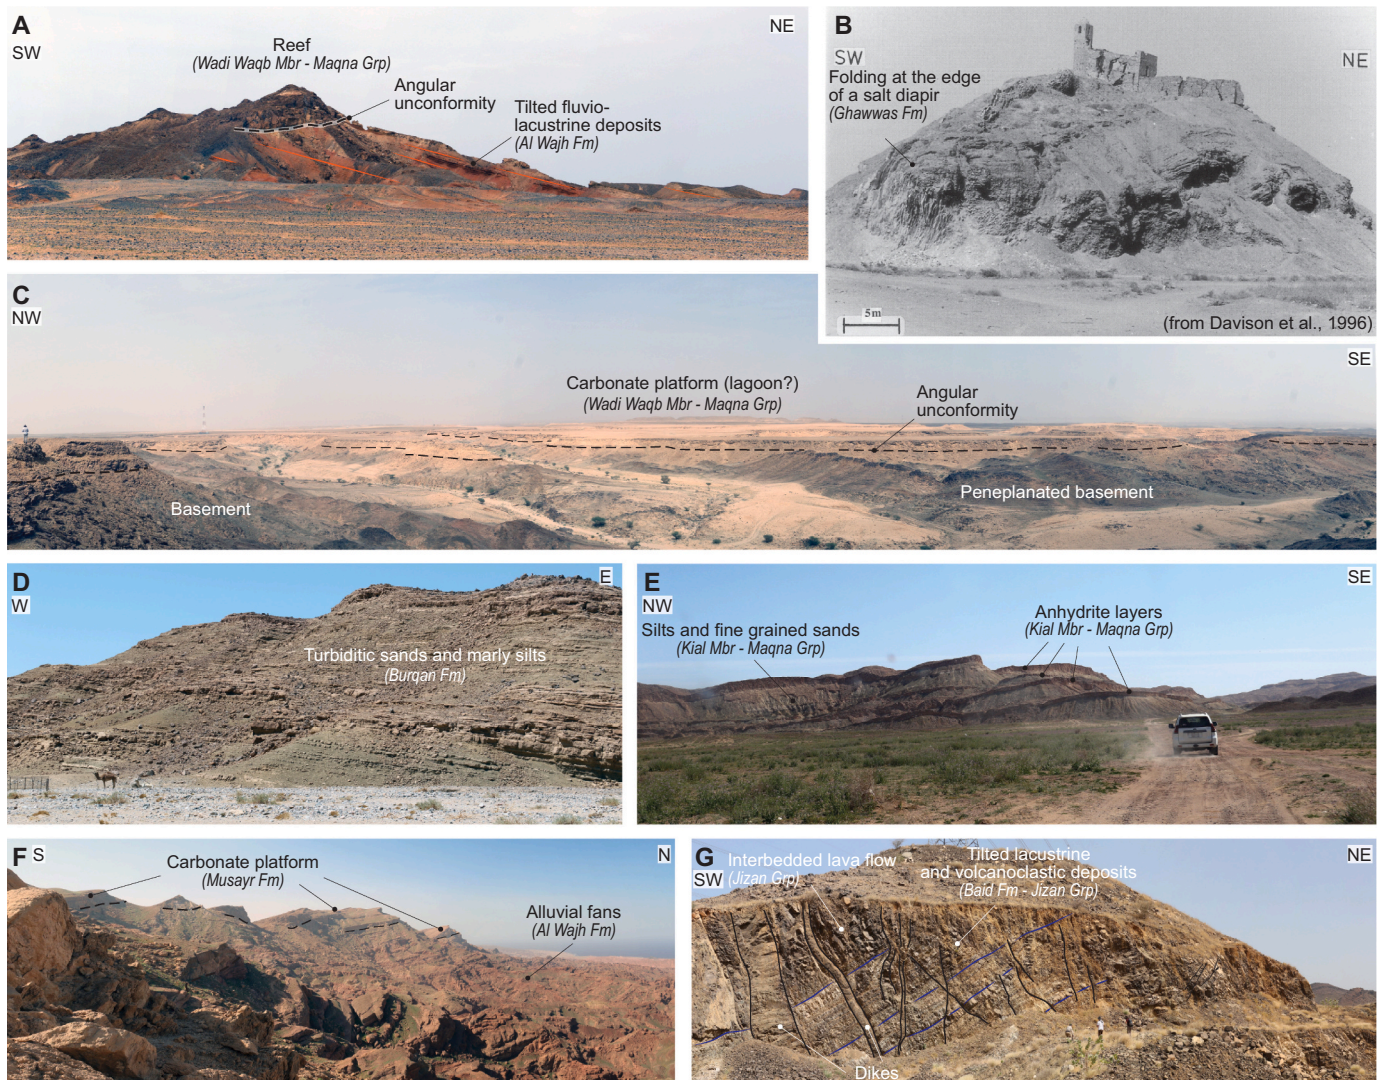 A
SW
NE
Reef
(Wadi Waqb Mbr - Maqna Grp)
Angular
unconformity
Tilted fluvio-
lacustrine deposits
(Al Wajh Fm)
B
SW
NE
Folding at the edge
of a salt diapir
(Ghawwas Fm)
5m
(from Davison et al., 1996)
C
NW
SE
Carbonate platform (lagoon?)
(Wadi Waqb Mbr - Maqna Grp)
Angular
unconformity
Basement
Peneplanated basement
D
W
E
Turbiditic sands and marly silts
(Burqan Fm)
E
NW
SE
Silts and fine grained sands
(Kial Mbr - Maqna Grp)
Anhydrite layers
(Kial Mbr - Maqna Grp)
F
S
N
Carbonate platform
(Musayr Fm)
Alluvial fans
(Al Wajh Fm)
G
SW
NE
Interbedded lava flow
(Jizan Grp)
Tilted lacustrine
and volcanoclastic deposits
(Baid Fm - Jizan Grp)
Dikes